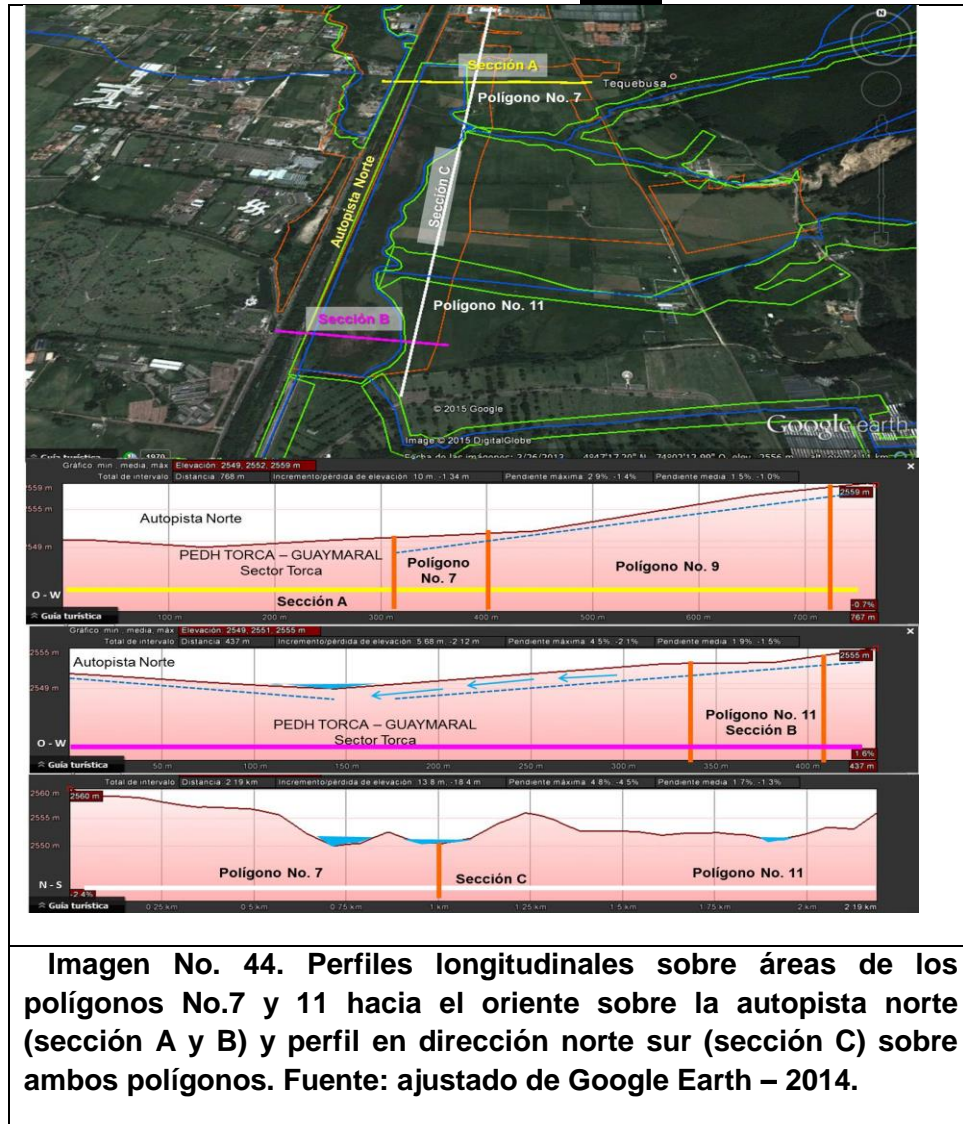 N
Sección A
Tequebusa
Polígono No. 7
Autopista Norte
Sección C
Polígono No. 11
Sección B
© 2015 Google
Image © 2015 DigitalGlobe
Google earth
Guía turística 1970
Gráfico: min., media, máx Elevación: 2549, 2552, 2559 m
Total de intervalo Distancia: 768 m Incremento/pérdida de elevación: 10 m, -1.34 m Pendiente máxima: 2.9%, -1.4% Pendiente media: 1.5%, -1.0%
2559 m
2559 m
2555 m
Autopista Norte
2549 m
PEDH TORCA – GUAYMARAL
Sector Torca
Polígono No. 7
Polígono No. 9
O - W
Sección A
-0.7%
Guía turística 100 m 200 m 300 m 400 m 500 m 600 m 700 m 767 m
Gráfico: min., media, máx Elevación: 2549, 2551, 2555 m
Total de intervalo Distancia: 437 m Incremento/pérdida de elevación: 5.68 m, -2.12 m Pendiente máxima: 4.5%, -2.1% Pendiente media: 1.9%, -1.5%
2555 m
2555 m
Autopista Norte
2549 m
Polígono No. 11
Sección B
PEDH TORCA – GUAYMARAL
Sector Torca
O - W
1.6%
Guía turística 50 m 100 m 150 m 200 m 250 m 300 m 350 m 400 m 437 m
Total de intervalo Distancia: 2.19 km Incremento/pérdida de elevación: 13.8 m, -18.4 m Pendiente máxima: 4.8%, -4.5% Pendiente media: 1.7%, -1.3%
2560 m
2560 m
2555 m
2550 m
Polígono No. 7
Sección C
Polígono No. 11
N - S
-2.4%
Guía turística 0.25 km 0.5 km 0.75 km 1 km 1.25 km 1.5 km 1.75 km 2 km 2.19 km
Imagen No. 44. Perfiles longitudinales sobre áreas de los
polígonos No.7 y 11 hacia el oriente sobre la autopista norte
(sección A y B) y perfil en dirección norte sur (sección C) sobre
ambos polígonos. Fuente: ajustado de Google Earth – 2014.